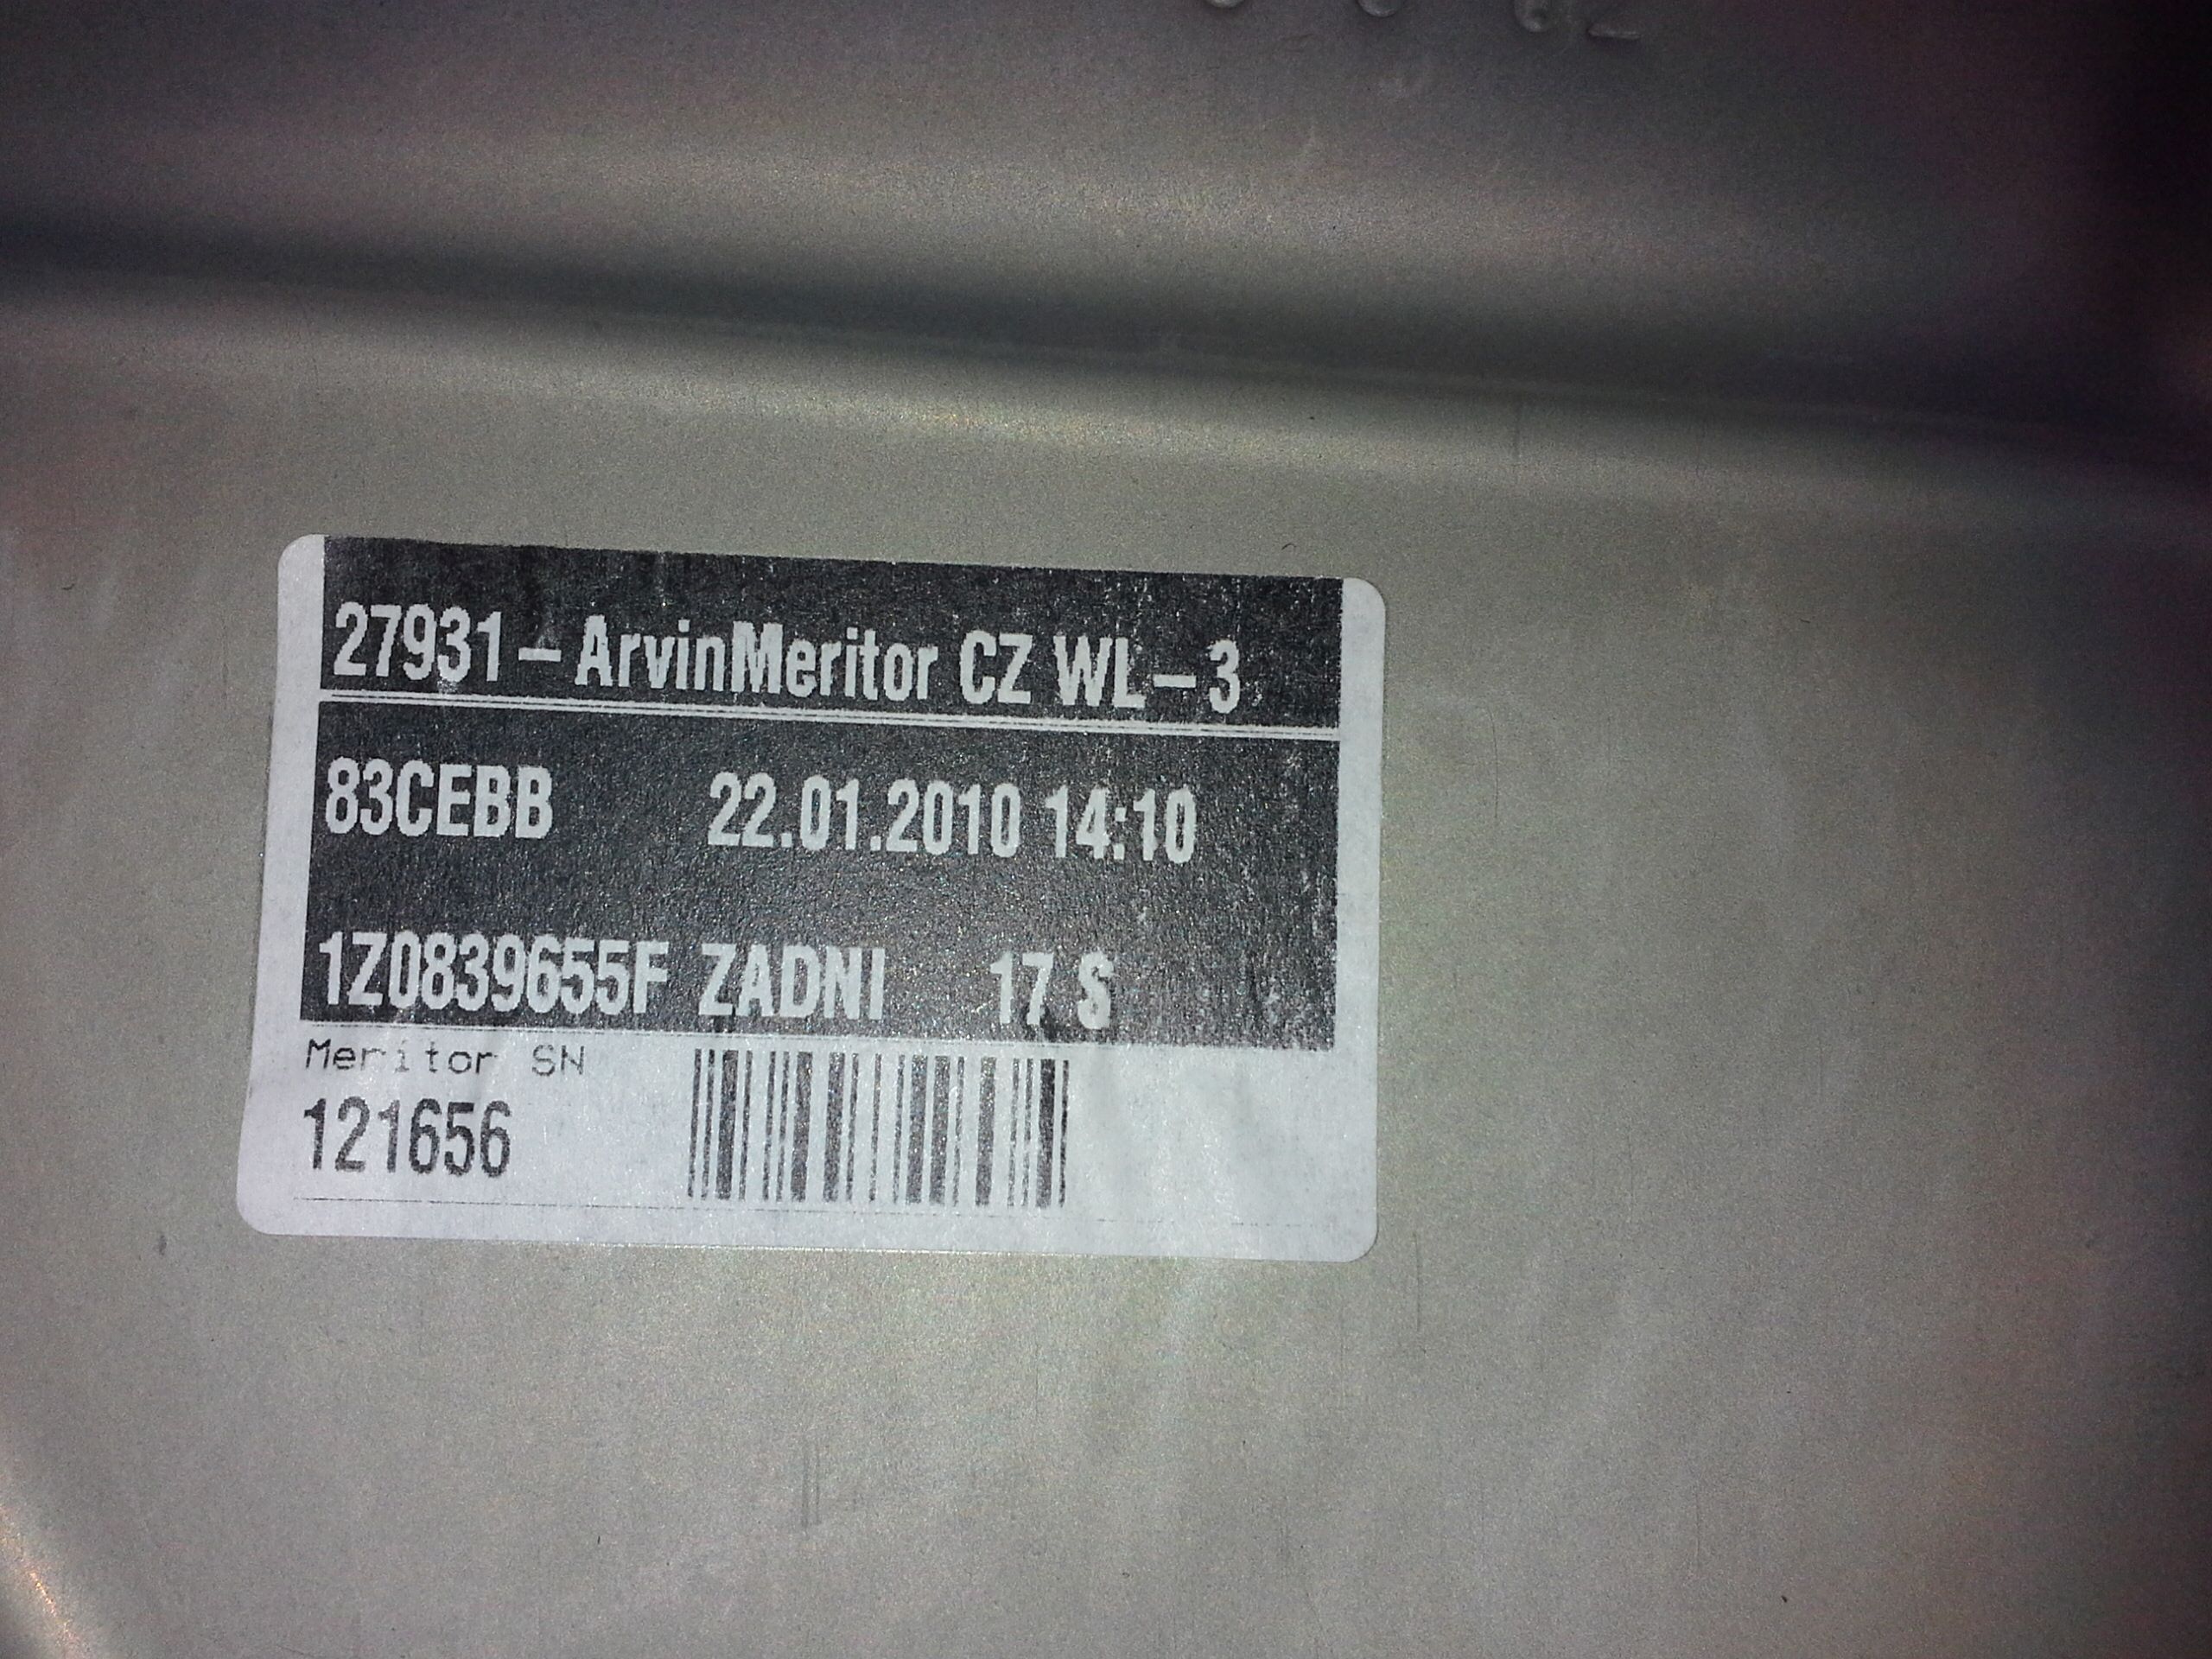 27931-ArvinMeritor CZ WL-3
83CEBB 22.01.2010 14:10
1Z0839655F ZADNI 17 S
Meritor SN
121656